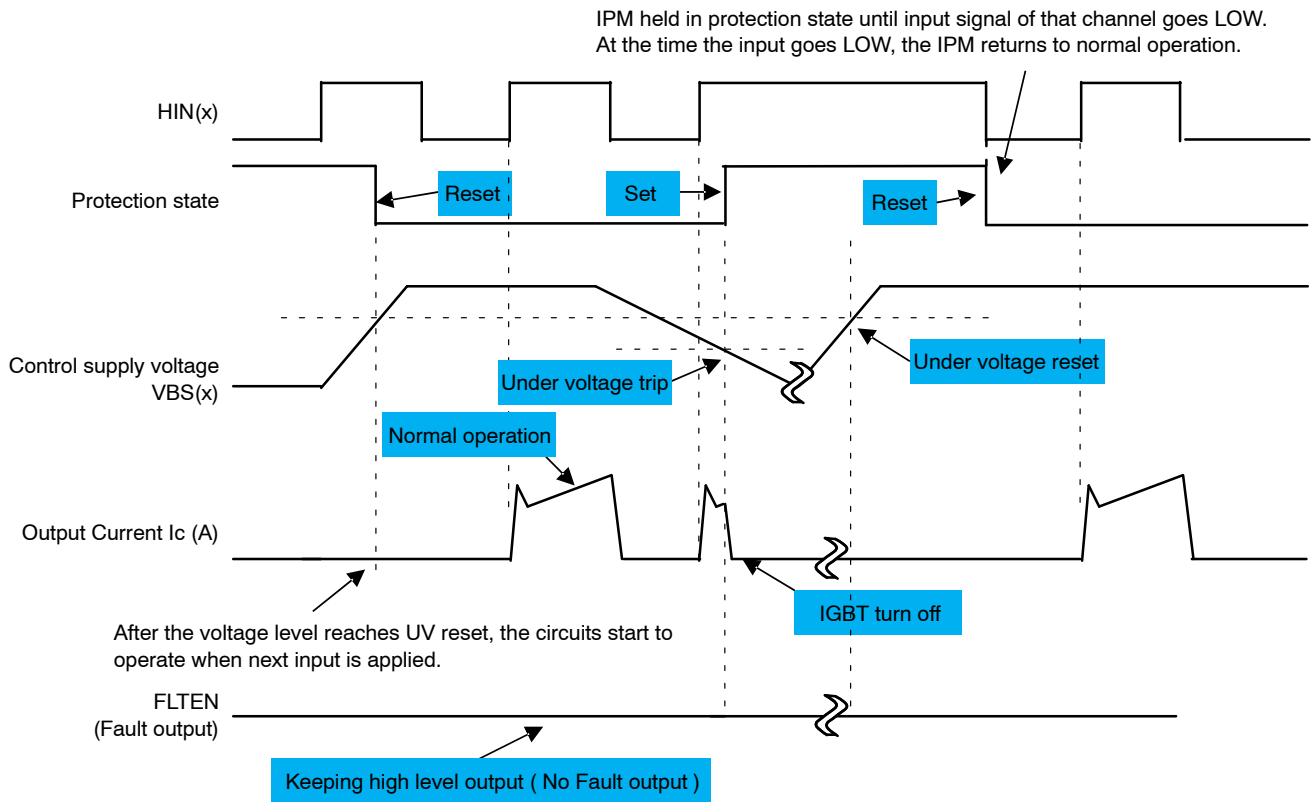 IPM held in protection state until input signal of that channel goes LOW.
At the time the input goes LOW, the IPM returns to normal operation.
HIN(x)
Protection state
Reset
Set
Reset
Control supply voltage
VBS(x)
Under voltage trip
Under voltage reset
Normal operation
Output Current Ic (A)
IGBT turn off
After the voltage level reaches UV reset, the circuits start to
operate when next input is applied.
FLTEN
(Fault output)
Keeping high level output ( No Fault output )